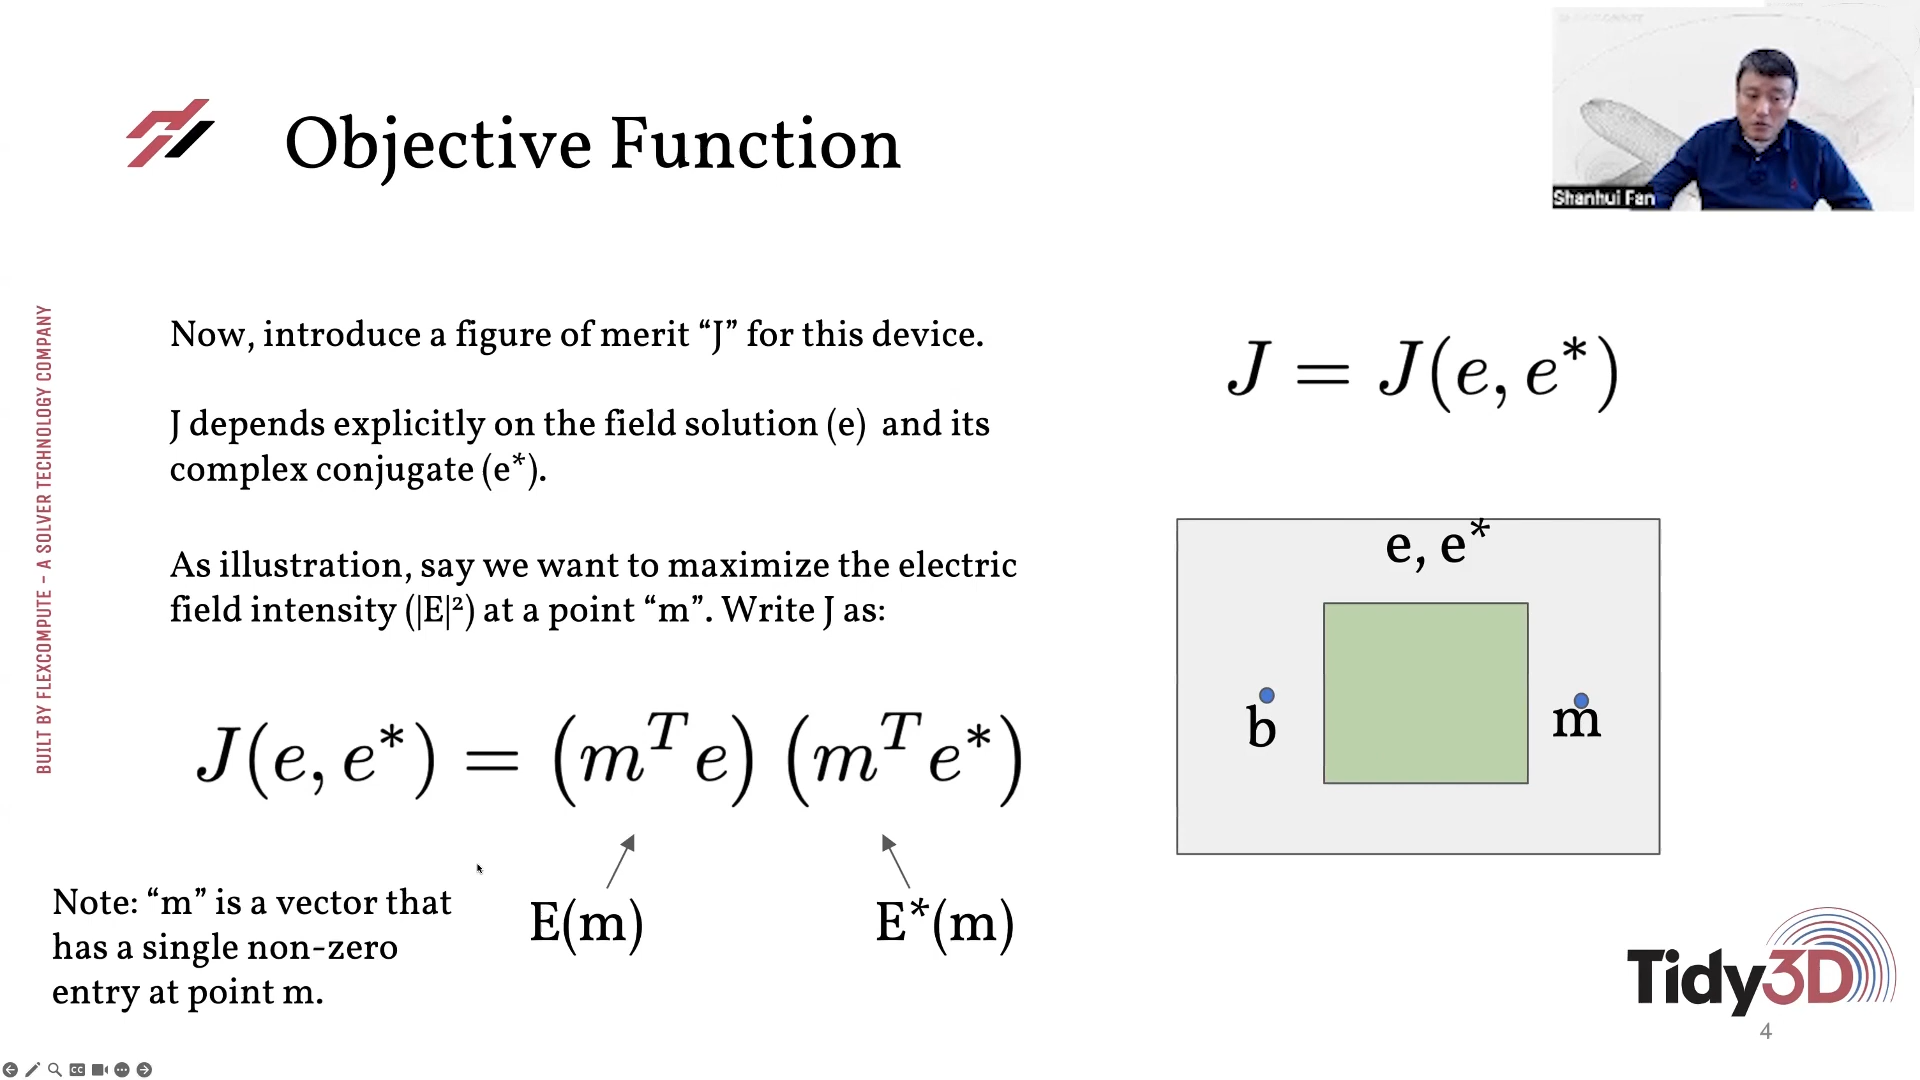 Objective Function
Shanhui Fan
BUILT BY FLEXCOMPUTE - A SOLVER TECHNOLOGY COMPANY
Now, introduce a figure of merit “J” for this device.
J depends explicitly on the field solution (e) and its
complex conjugate (e*).
As illustration, say we want to maximize the electric
field intensity (|E|²) at a point “m”. Write J as:
J(e, e*) = (mᵀe) (mᵀe*)
E(m)
E*(m)
Note: “m” is a vector that
has a single non-zero
entry at point m.
J = J(e, e*)
e, e*
b
m
Tidy3D
4
CC